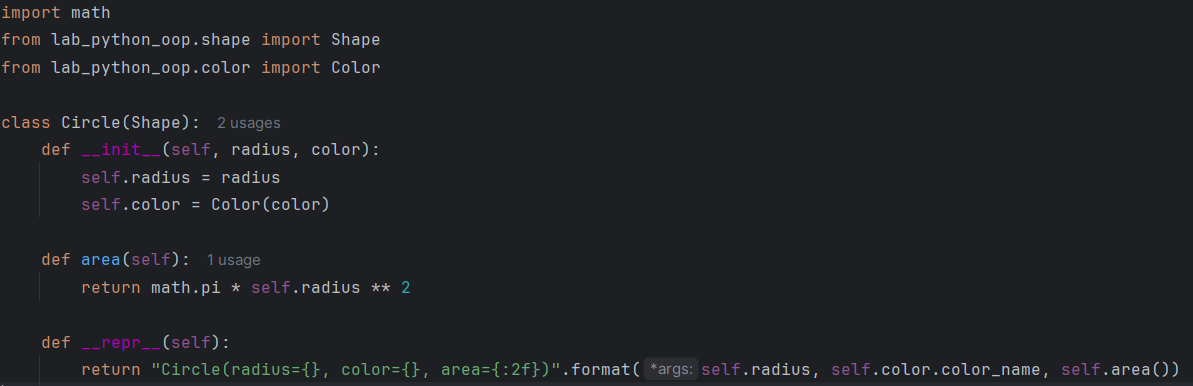 import math
from lab_python_oop.shape import Shape
from lab_python_oop.color import Color
class Circle(Shape): 2 usages
    def __init__(self, radius, color):
        self.radius = radius
        self.color = Color(color)
    def area(self): 1 usage
        return math.pi * self.radius ** 2
    def __repr__(self):
        return "Circle(radius={}, color={}, area={:2f})".format( *args: self.radius, self.color.color_name, self.area())